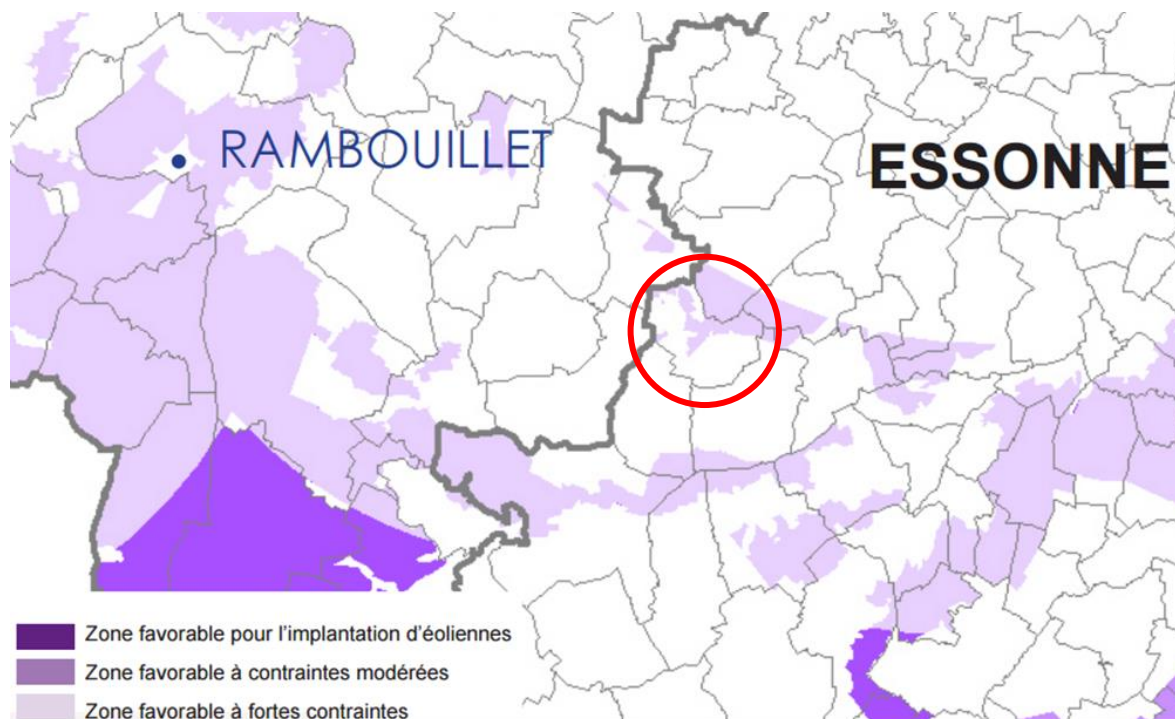 RAMBOUILLET
ESSONNE
Zone favorable pour l'implantation d'éoliennes
Zone favorable à contraintes modérées
Zone favorable à fortes contraintes